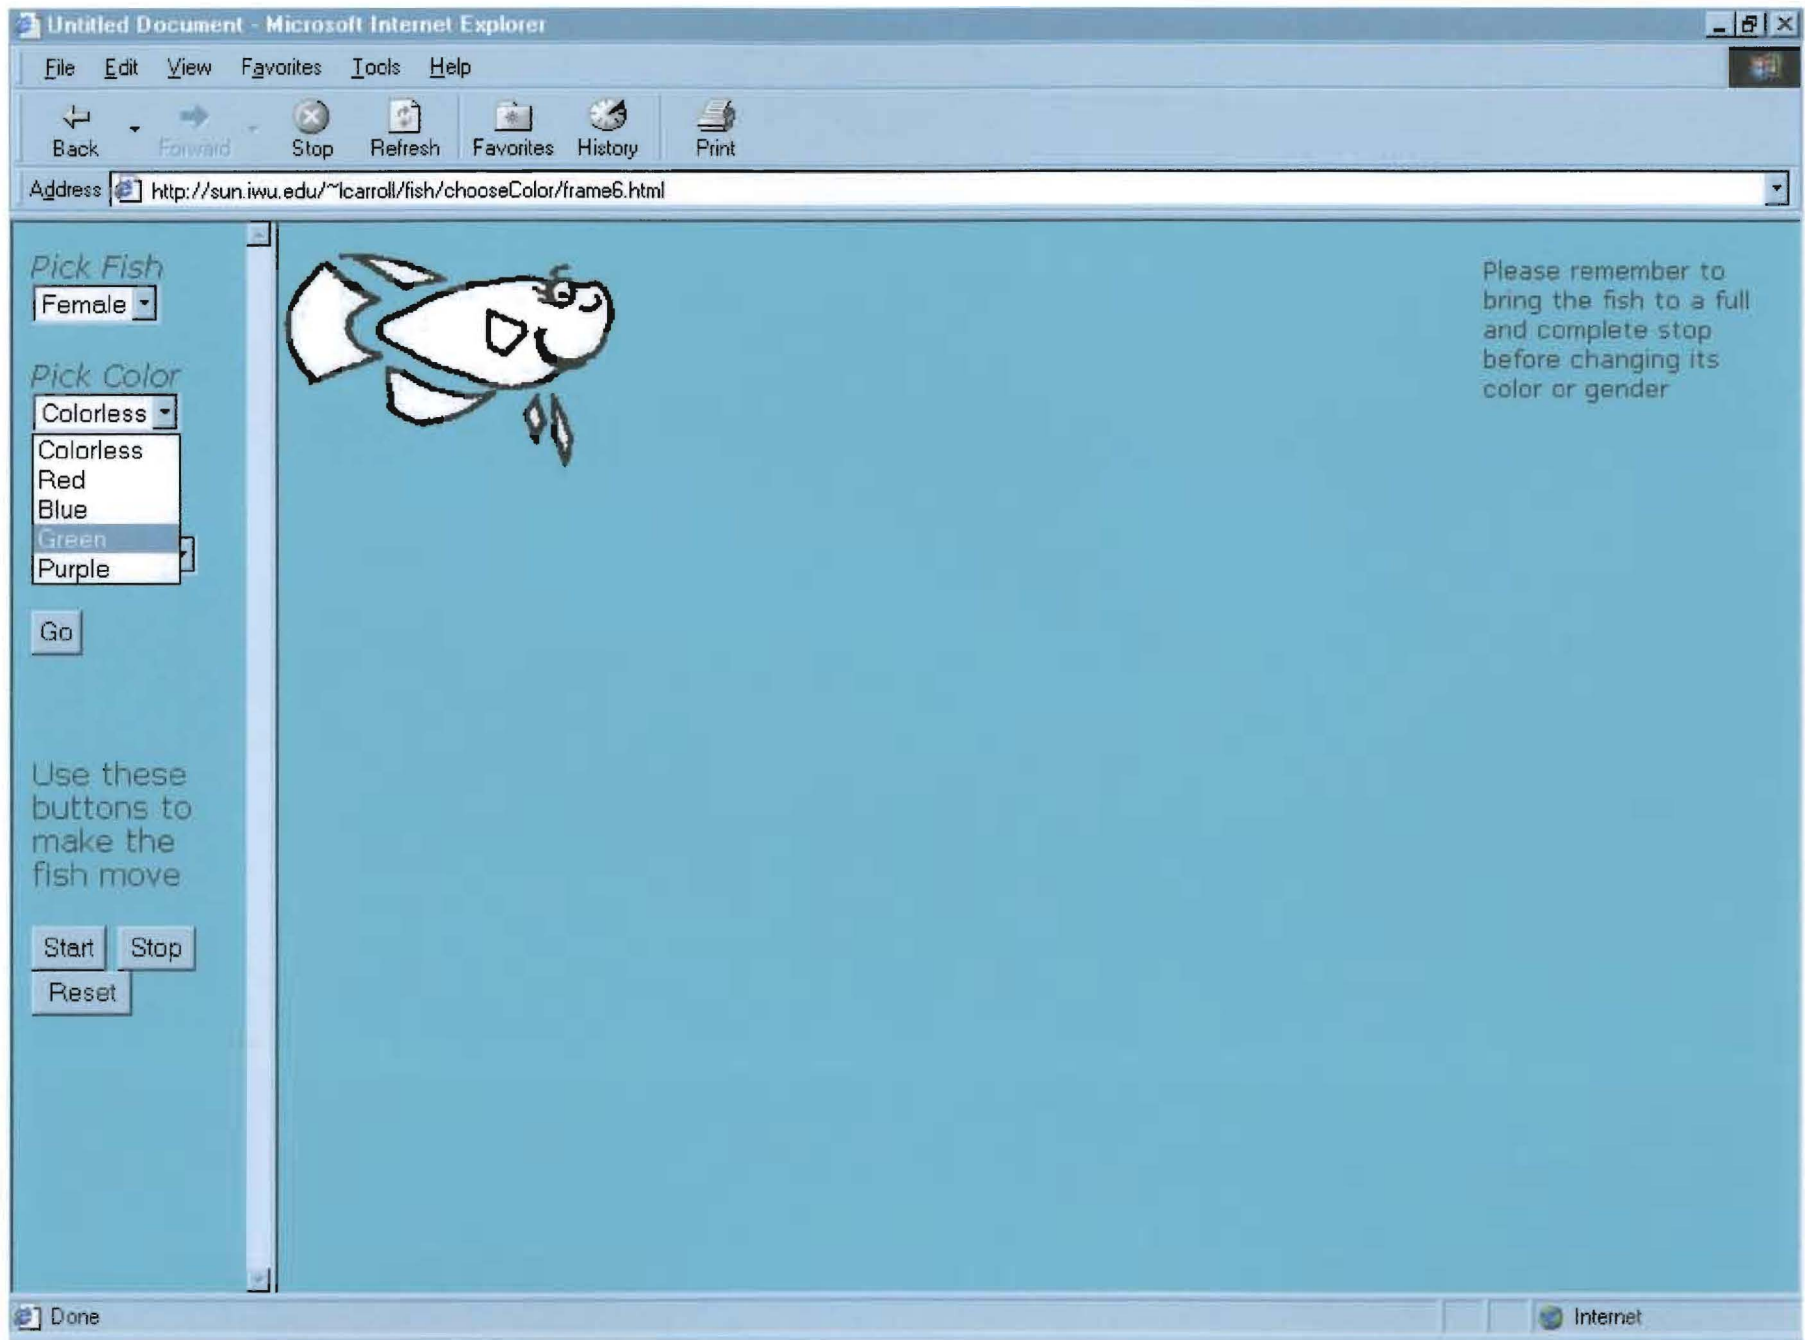 Untitled Document - Microsoft Internet Explorer
File Edit View Favorites Tools Help
Back Forward Stop Refresh Favorites History Print
Address http://sun.iwu.edu/~lcarroll/fish/chooseColor/frame6.html
Pick Fish
Female
Pick Color
Colorless
Colorless
Red
Blue
Green
Purple
Go
Use these
buttons to
make the
fish move
Start Stop
Reset
Please remember to
bring the fish to a full
and complete stop
before changing its
color or gender
Done Internet